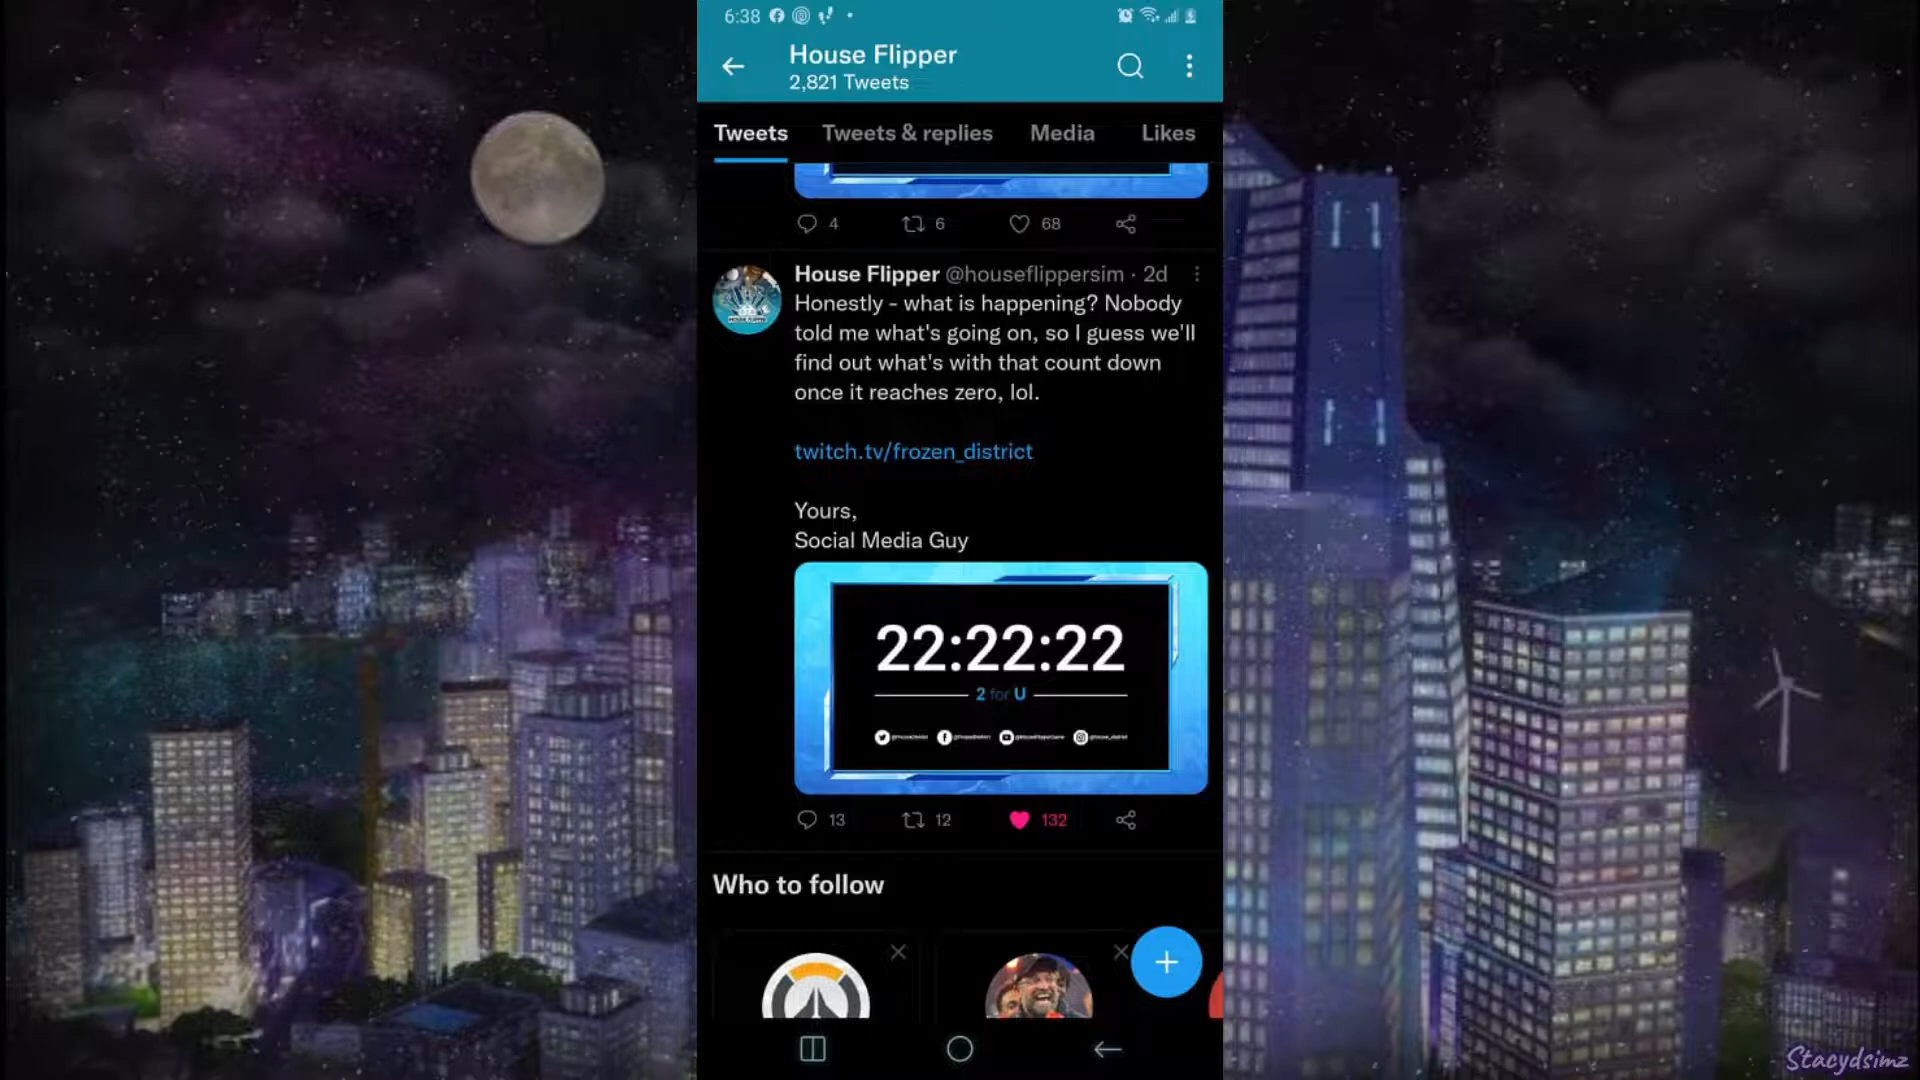 6:38
House Flipper
2,821 Tweets
Tweets Tweets & replies Media Likes
4 6 68
House Flipper @houseflippersim · 2d
Honestly - what is happening? Nobody
told me what's going on, so I guess we'll
find out what's with that count down
once it reaches zero, lol.
twitch.tv/frozen_district
Yours,
Social Media Guy
22:22:22
2 for U
13 12 132
Who to follow
Stacydsimz